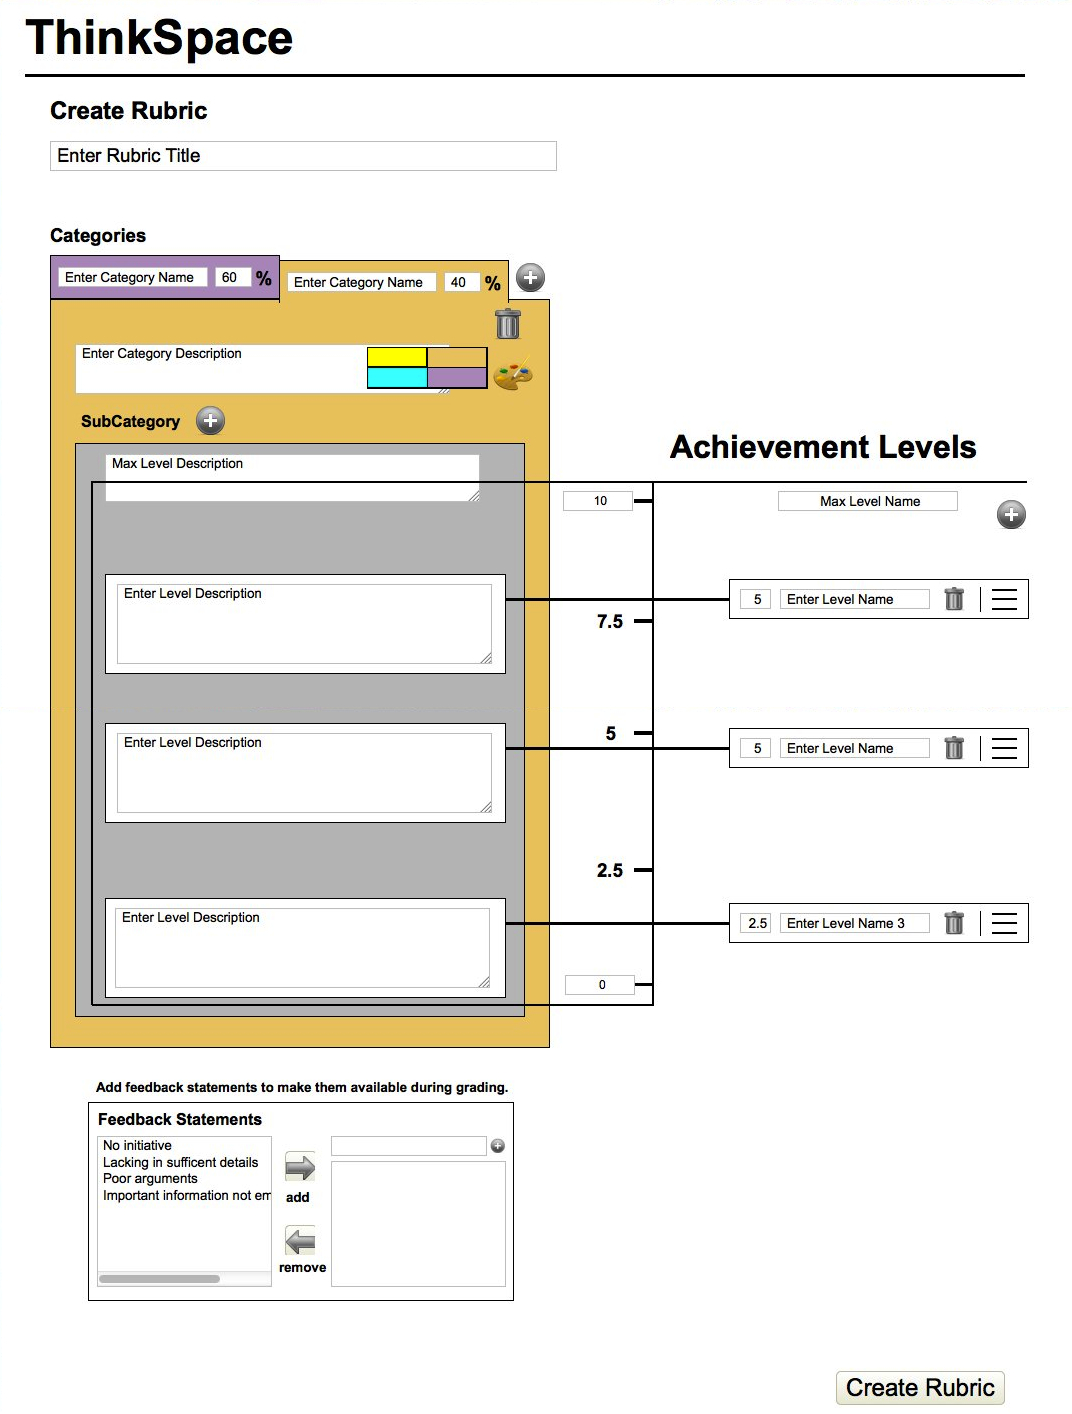 ThinkSpace
Create Rubric
Enter Rubric Title
Categories
Enter Category Name 60 %
Enter Category Name 40 %
Enter Category Description
SubCategory
Achievement Levels
Max Level Description
10
Max Level Name
Enter Level Description
5 Enter Level Name
7.5
5
Enter Level Description
5 Enter Level Name
2.5
Enter Level Description
2.5 Enter Level Name 3
0
Add feedback statements to make them available during grading.
Feedback Statements
No initiative
Lacking in sufficent details
Poor arguments
Important information not em
add
remove
Create Rubric